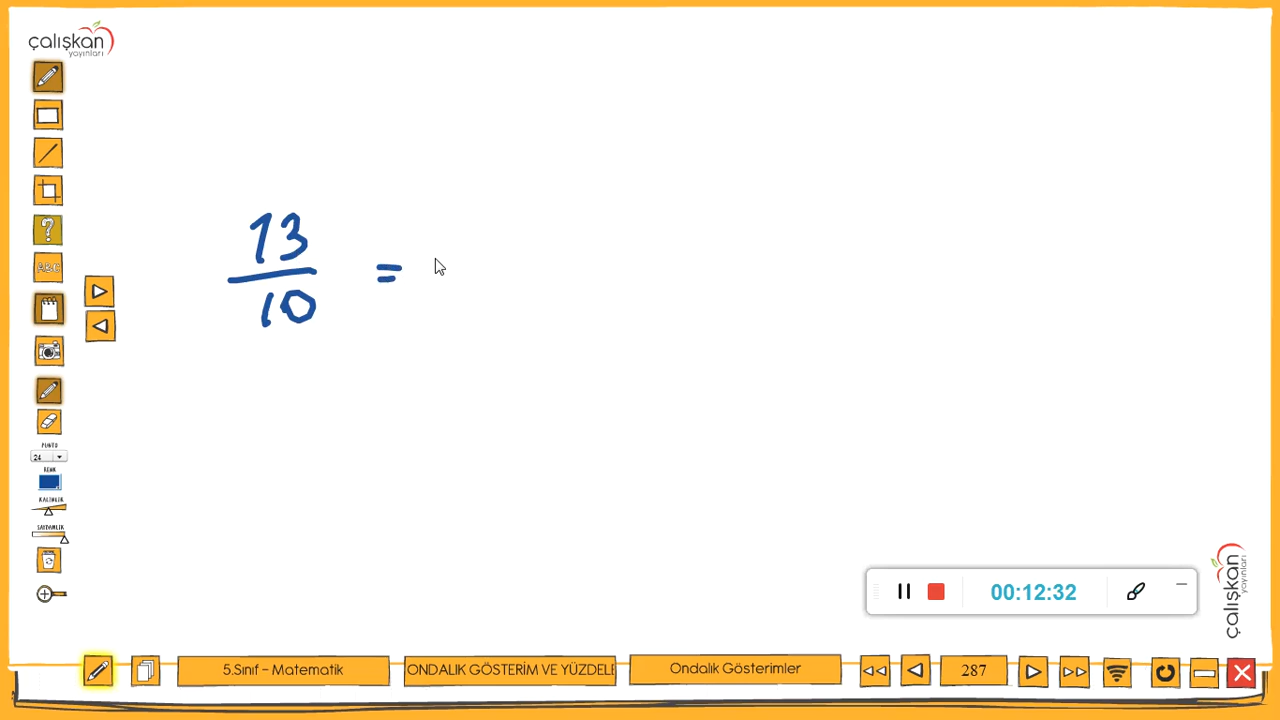 çalışkan
yayınları
13
10
=
?
ABC
PUNTO
24
RENK
KALINLIK
SAYDAMLIK
00:12:32
çalışkan
yayınları
5.Sınıf – Matematik
ONDALIK GÖSTERİM VE YÜZDELE
Ondalık Gösterimler
287